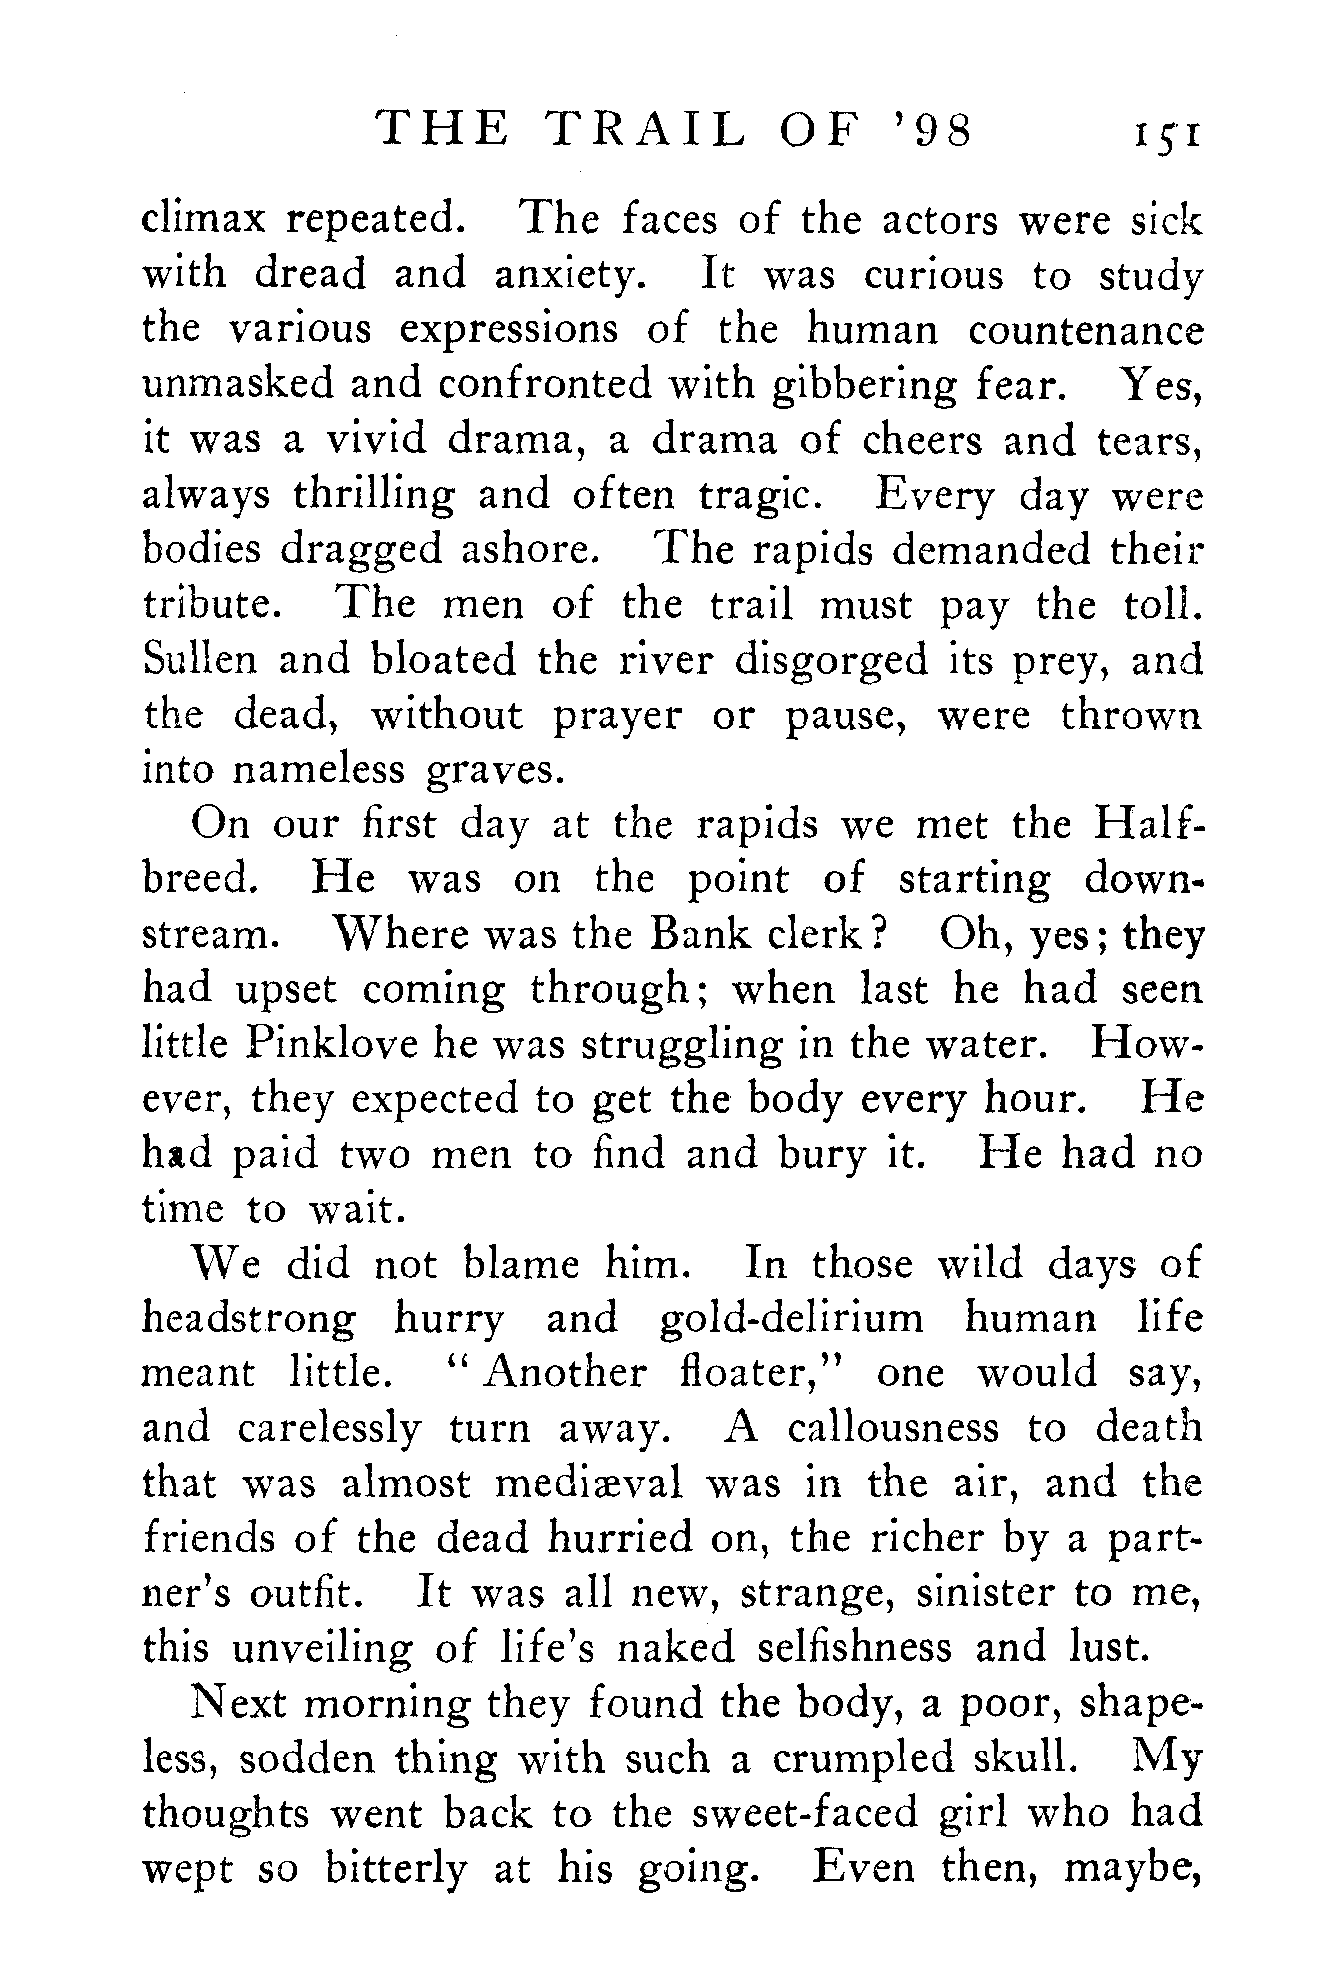 THE TRAIL OF '98 151
climax repeated. The faces of the actors were sick
with dread and anxiety. It was curious to study
the various expressions of the human countenance
unmasked and confronted with gibbering fear. Yes,
it was a vivid drama, a drama of cheers and tears,
always thrilling and often tragic. Every day were
bodies dragged ashore. The rapids demanded their
tribute. The men of the trail must pay the toll.
Sullen and bloated the river disgorged its prey, and
the dead, without prayer or pause, were thrown
into nameless graves.
On our first day at the rapids we met the Half-
breed. He was on the point of starting down-
stream. Where was the Bank clerk? Oh, yes; they
had upset coming through; when last he had seen
little Pinklove he was struggling in the water. How-
ever, they expected to get the body every hour. He
had paid two men to find and bury it. He had no
time to wait.
We did not blame him. In those wild days of
headstrong hurry and gold-delirium human life
meant little. "Another floater," one would say,
and carelessly turn away. A callousness to death
that was almost mediæval was in the air, and the
friends of the dead hurried on, the richer by a part-
ner's outfit. It was all new, strange, sinister to me,
this unveiling of life's naked selfishness and lust.
Next morning they found the body, a poor, shape-
less, sodden thing with such a crumpled skull. My
thoughts went back to the sweet-faced girl who had
wept so bitterly at his going. Even then, maybe,